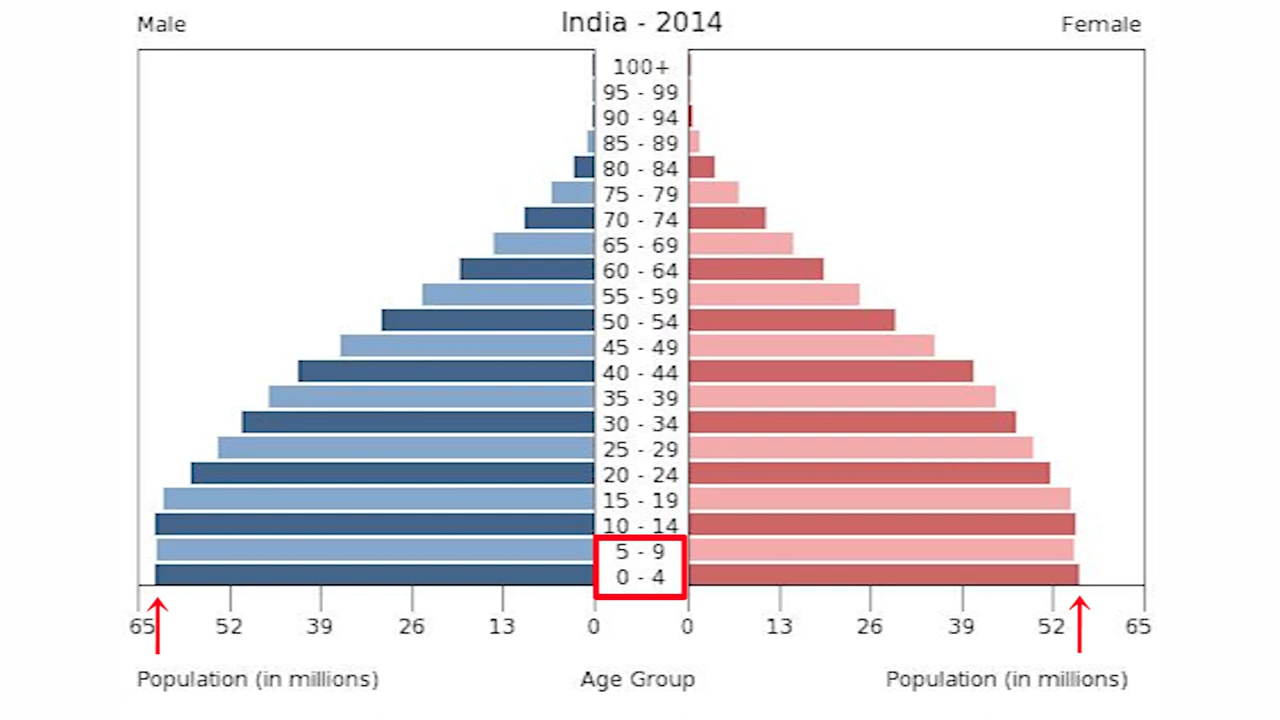 Male India - 2014 Female
100+
95 - 99
90 - 94
85 - 89
80 - 84
75 - 79
70 - 74
65 - 69
60 - 64
55 - 59
50 - 54
45 - 49
40 - 44
35 - 39
30 - 34
25 - 29
20 - 24
15 - 19
10 - 14
5 - 9
0 - 4
65 52 39 26 13 0 0 13 26 39 52 65
Population (in millions) Age Group Population (in millions)